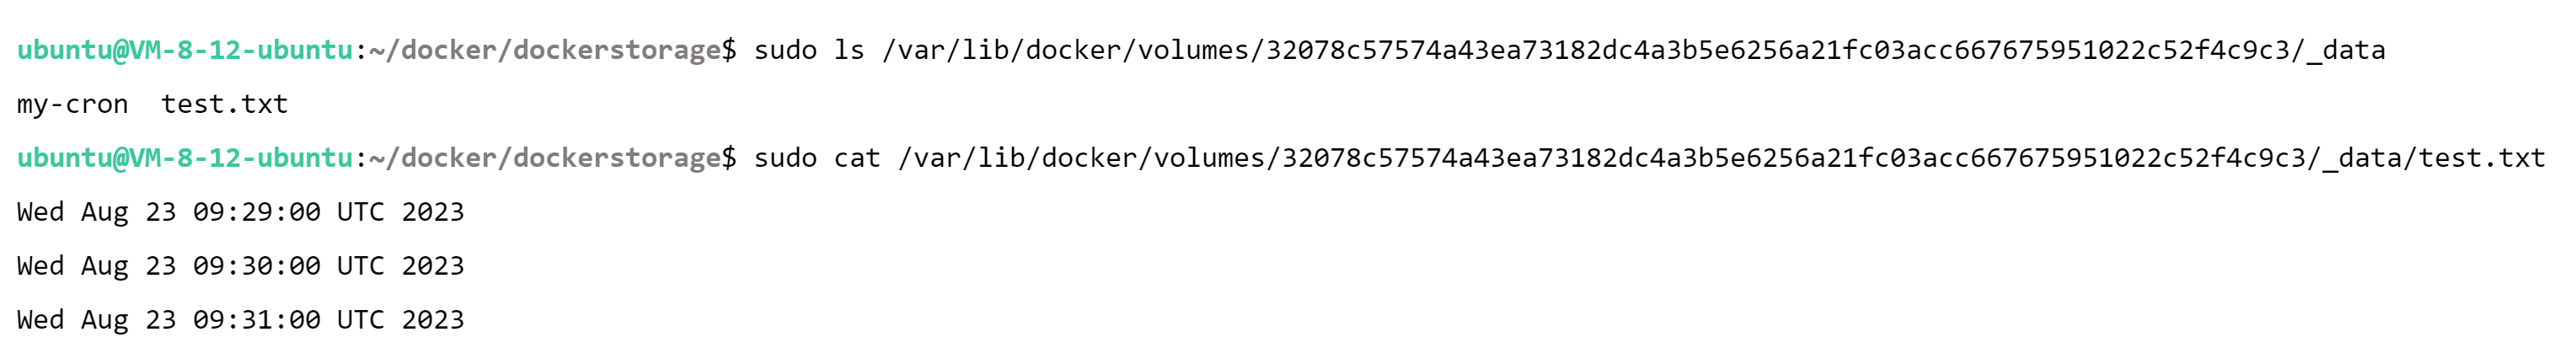 ubuntu@VM-8-12-ubuntu:~/docker/dockerstorage$ sudo ls /var/lib/docker/volumes/32078c57574a43ea73182dc4a3b5e6256a21fc03acc667675951022c52f4c9c3/_data
my-cron  test.txt
ubuntu@VM-8-12-ubuntu:~/docker/dockerstorage$ sudo cat /var/lib/docker/volumes/32078c57574a43ea73182dc4a3b5e6256a21fc03acc667675951022c52f4c9c3/_data/test.txt
Wed Aug 23 09:29:00 UTC 2023
Wed Aug 23 09:30:00 UTC 2023
Wed Aug 23 09:31:00 UTC 2023